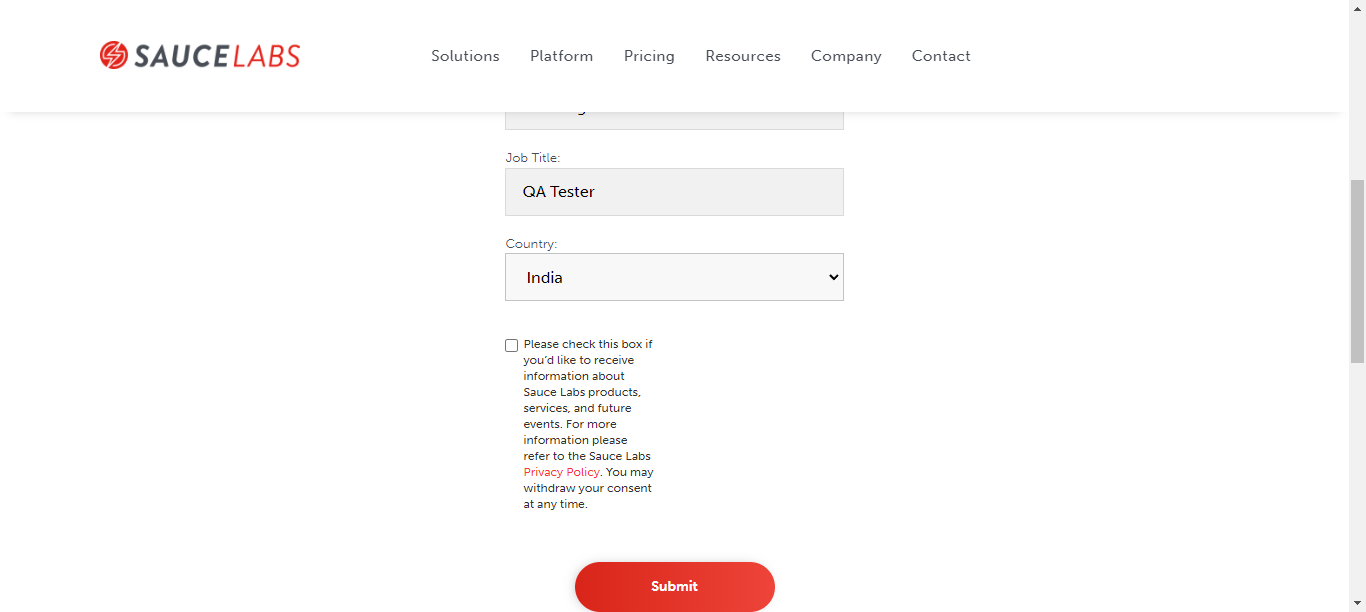 SAUCELABS
Solutions Platform Pricing Resources Company Contact
Job Title:
QA Tester
Country:
India
Please check this box if
you'd like to receive
information about
Sauce Labs products,
services, and future
events. For more
information please
refer to the Sauce Labs
Privacy Policy. You may
withdraw your consent
at any time.
Submit